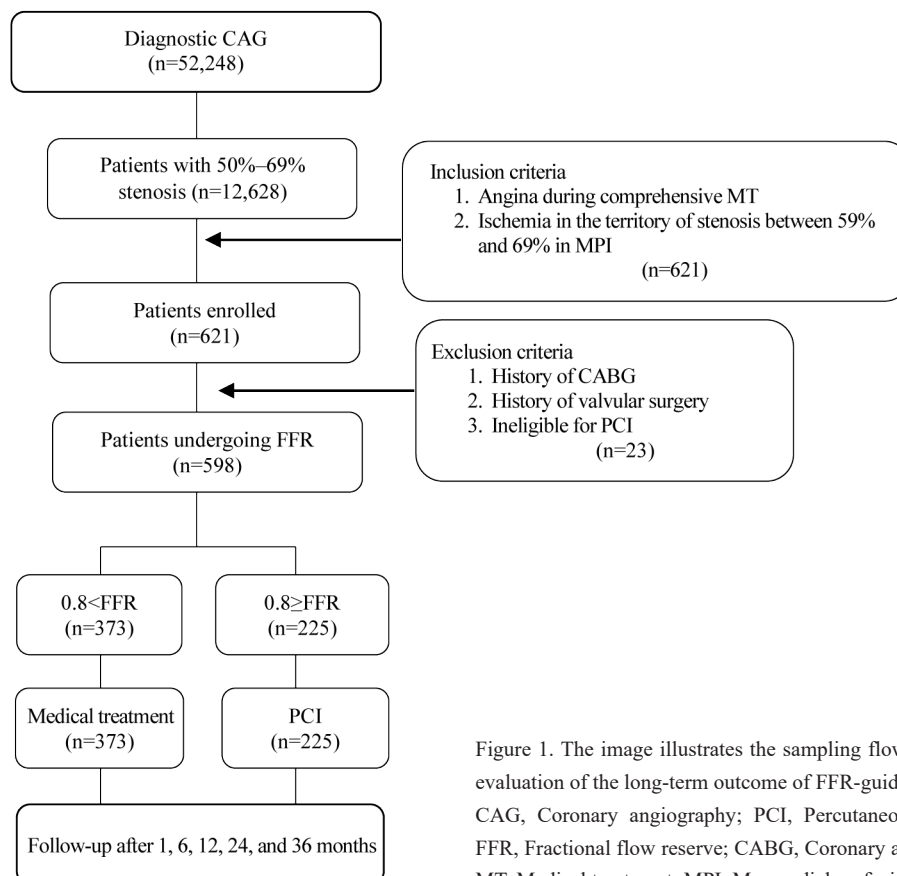 Diagnostic CAG
(n=52,248)
Patients with 50%–69%
stenosis (n=12,628)
Inclusion criteria
1. Angina during comprehensive MT
2. Ischemia in the territory of stenosis between 59%
and 69% in MPI
(n=621)
Patients enrolled
(n=621)
Exclusion criteria
1. History of CABG
2. History of valvular surgery
3. Ineligible for PCI
(n=23)
Patients undergoing FFR
(n=598)
0.8<FFR
(n=373)
0.8≥FFR
(n=225)
Medical treatment
(n=373)
PCI
(n=225)
Follow-up after 1, 6, 12, 24, and 36 months
Figure 1. The image illustrates the sampling flow
evaluation of the long-term outcome of FFR-guid
CAG, Coronary angiography; PCI, Percutaneo
FFR, Fractional flow reserve; CABG, Coronary a